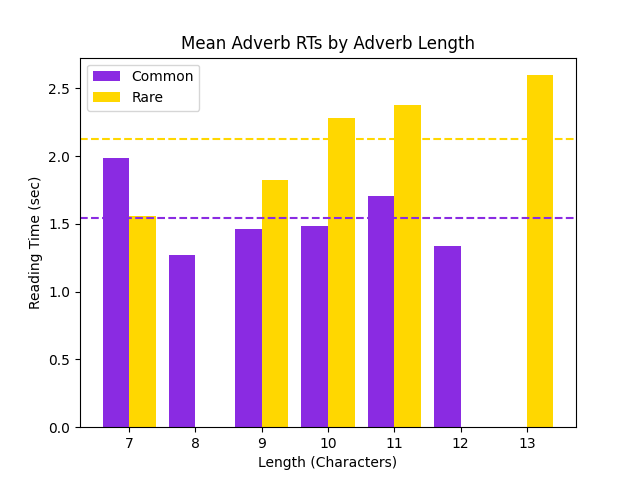 Mean Adverb RTs by Adverb Length
Common
Rare
2.5
2.0
1.5
1.0
0.5
0.0
Reading Time (sec)
7 8 9 10 11 12 13
Length (Characters)